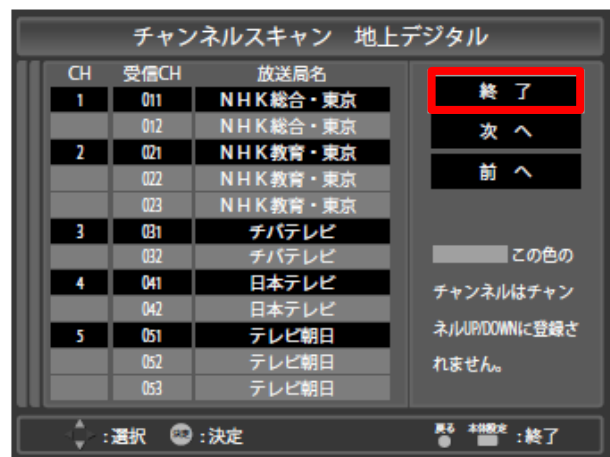 チャンネルスキャン 地上デジタル
CH 受信CH 放送局名
1 011 NHK総合・東京
012 NHK総合・東京
2 021 NHK教育・東京
022 NHK教育・東京
023 NHK教育・東京
3 031 チバテレビ
032 チバテレビ
4 041 日本テレビ
042 日本テレビ
5 051 テレビ朝日
052 テレビ朝日
053 テレビ朝日
終 了
次 へ
前 へ
この色の
チャンネルはチャン
ネルUP/DOWNに登録さ
れません。
:選択 決定 :決定
戻る 本体設定 :終了